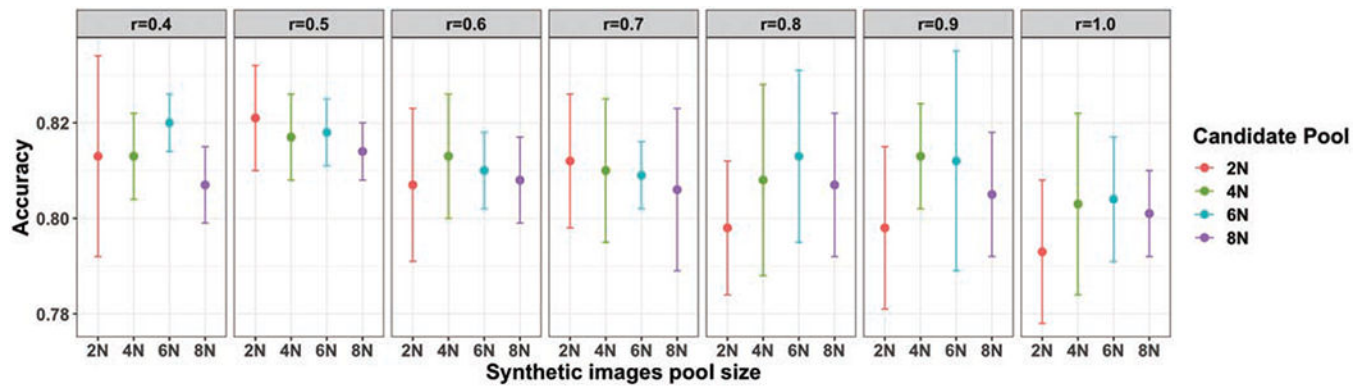 r=0.4 r=0.5 r=0.6 r=0.7 r=0.8 r=0.9 r=1.0
Accuracy
0.82
0.80
0.78
2N 4N 6N 8N 2N 4N 6N 8N 2N 4N 6N 8N 2N 4N 6N 8N 2N 4N 6N 8N 2N 4N 6N 8N 2N 4N 6N 8N
Synthetic images pool size
Candidate Pool
2N
4N
6N
8N